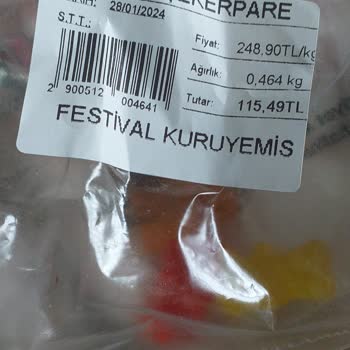 28/01/2024
S.T.T.:
Fiyat: 248.90TL/kg
Ağırlık: 0,464 kg
Tutar: 115,49TL
2 900512 004641
FESTİVAL KURUYEMİS